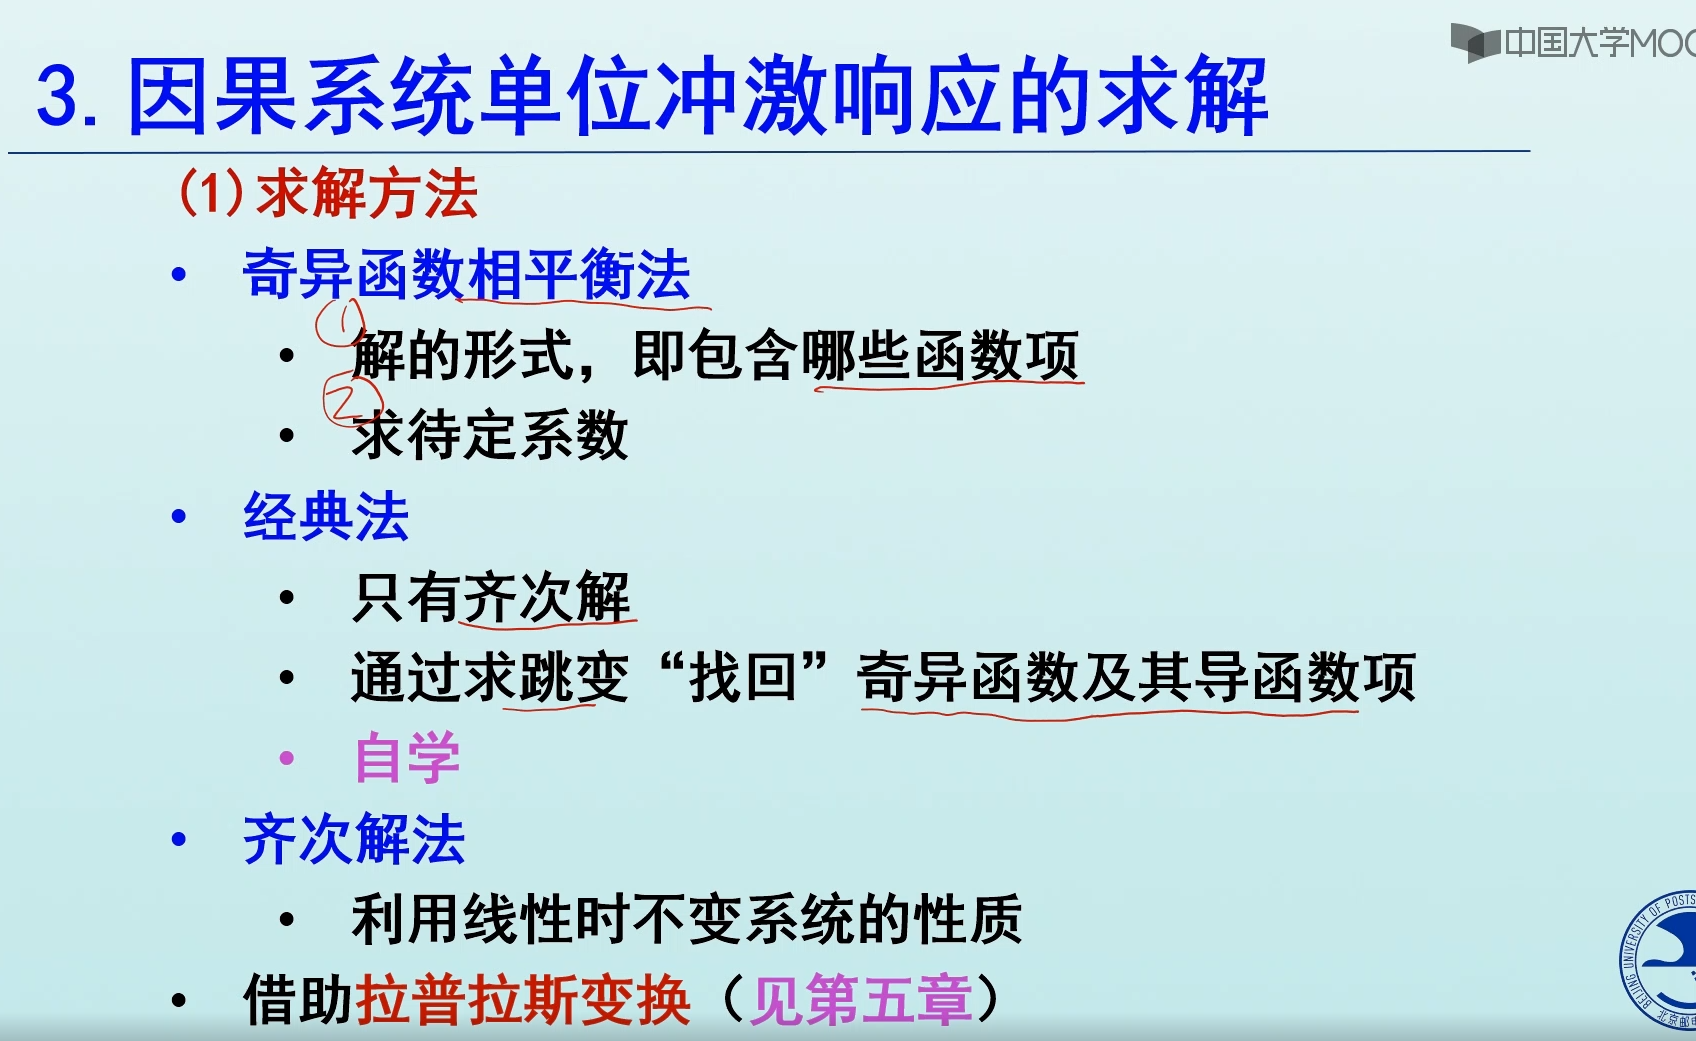 中国大学MOO
3. 因果系统单位冲激响应的求解
(1)求解方法
• 奇异函数相平衡法
①
• 解的形式，即包含哪些函数项
②
• 求待定系数
• 经典法
• 只有齐次解
• 通过求跳变“找回”奇异函数及其导函数项
• 自学
• 齐次解法
• 利用线性时不变系统的性质
• 借助拉普拉斯变换（见第五章）
BEIJING UNIVERSITY OF POSTS
北京邮电